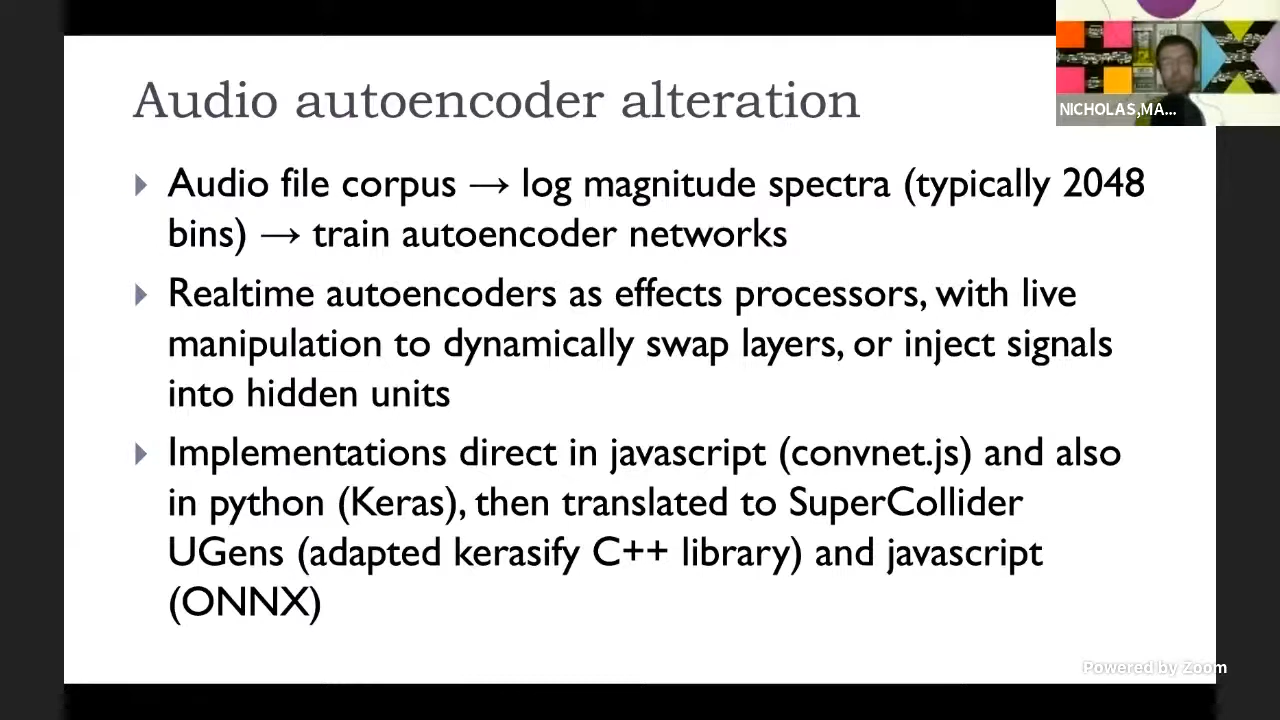 Audio autoencoder alteration
NICHOLAS,MA...
Audio file corpus → log magnitude spectra (typically 2048
bins) → train autoencoder networks
Realtime autoencoders as effects processors, with live
manipulation to dynamically swap layers, or inject signals
into hidden units
Implementations direct in javascript (convnet.js) and also
in python (Keras), then translated to SuperCollider
UGens (adapted kerasify C++ library) and javascript
(ONNX)
Powered by Zoom